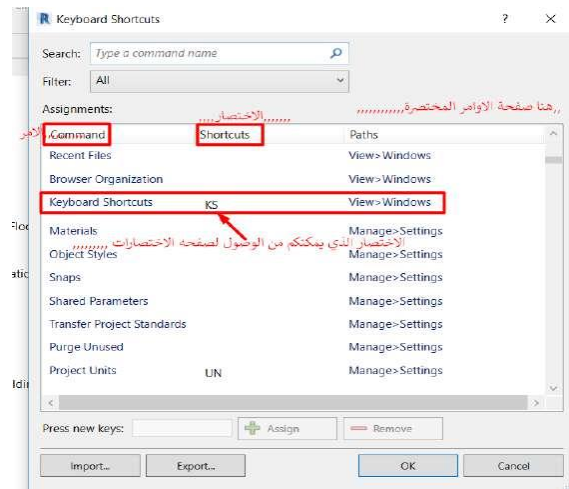 Keyboard Shortcuts
Search: Type a command name
Filter: All
Assignments:
,,هنا صفحة الاوامر المختصرة,,,,,,,,,,,,
,,,,,,,الاختصار,,,,
Command Shortcuts Paths
,,,,,,,,الامر
Recent Files View>Windows
Browser Organization View>Windows
Keyboard Shortcuts KS View>Windows
Materials Manage>Settings
الاختصار الذي يمكنكم من الوصول لصفحه الاختصارات ,,,,,,,,,
Object Styles Manage>Settings
Snaps Manage>Settings
Shared Parameters Manage>Settings
Transfer Project Standards Manage>Settings
Purge Unused Manage>Settings
Project Units UN Manage>Settings
Press new keys: Assign Remove
Import... Export... OK Cancel